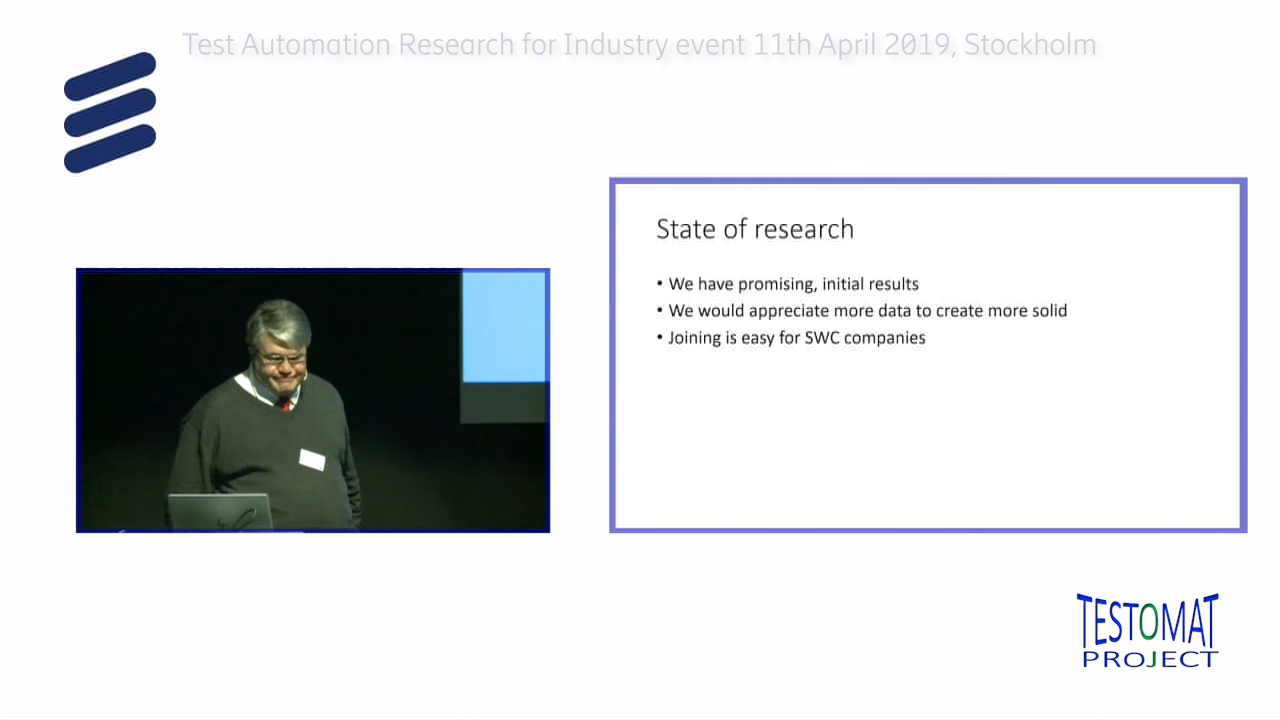 Test Automation Research for Industry event 11th April 2019, Stockholm
State of research
• We have promising, initial results
• We would appreciate more data to create more solid
• Joining is easy for SWC companies
TESTOMAT
PROJECT